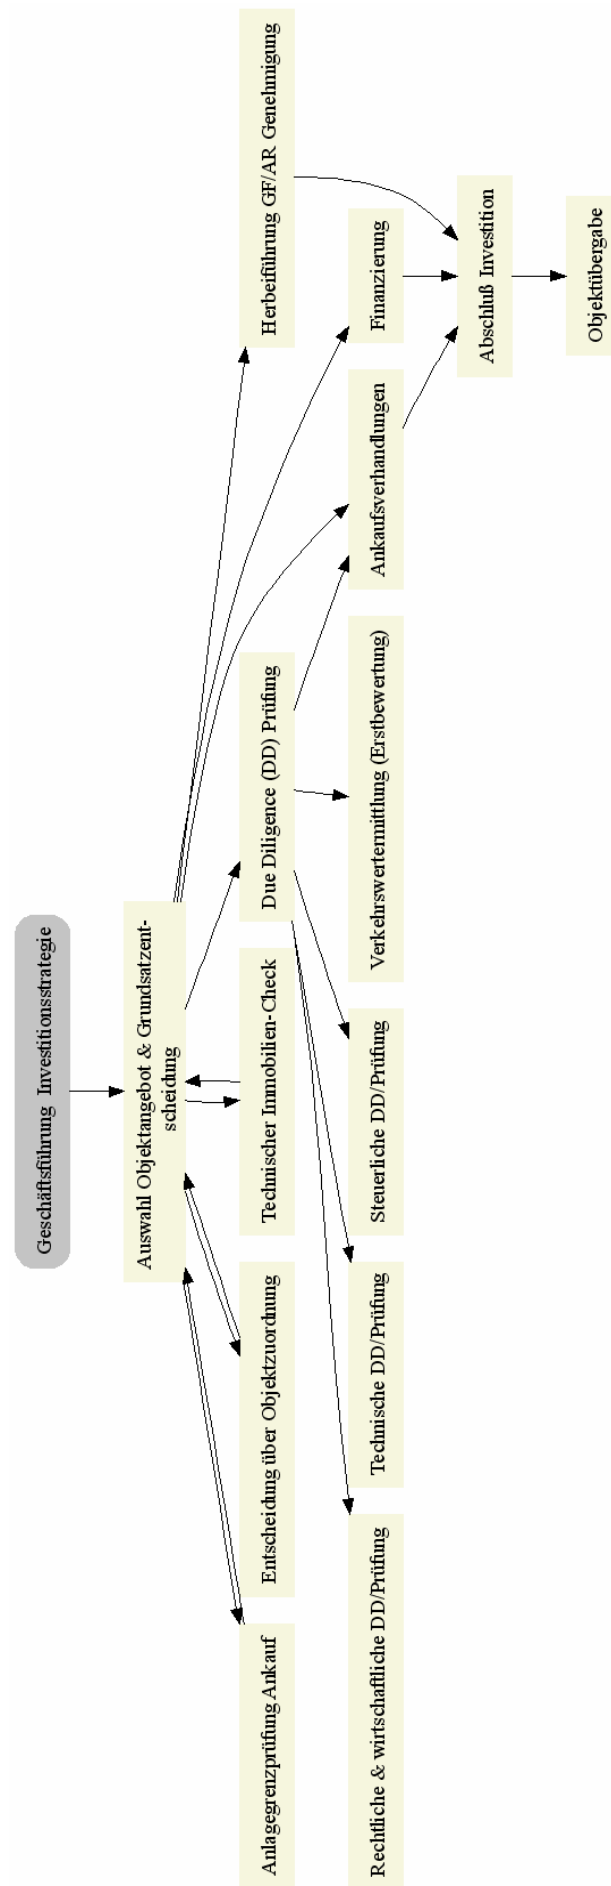 Geschäftsführung Investitionsstrategie
Auswahl Objektangebot & Grundsatzent-
scheidung
Anlagegrenzprüfung Ankauf
Entscheidung über Objektzuordnung
Technischer Immobilien-Check
Due Diligence (DD) Prüfung
Herbeiführung GF/AR Genehmigung
Rechtliche & wirtschaftliche DD/Prüfung
Technische DD/Prüfung
Steuerliche DD/Prüfung
Verkehrswertermittlung (Erstbewertung)
Ankaufsverhandlungen
Finanzierung
Abschluß Investition
Objektübergabe